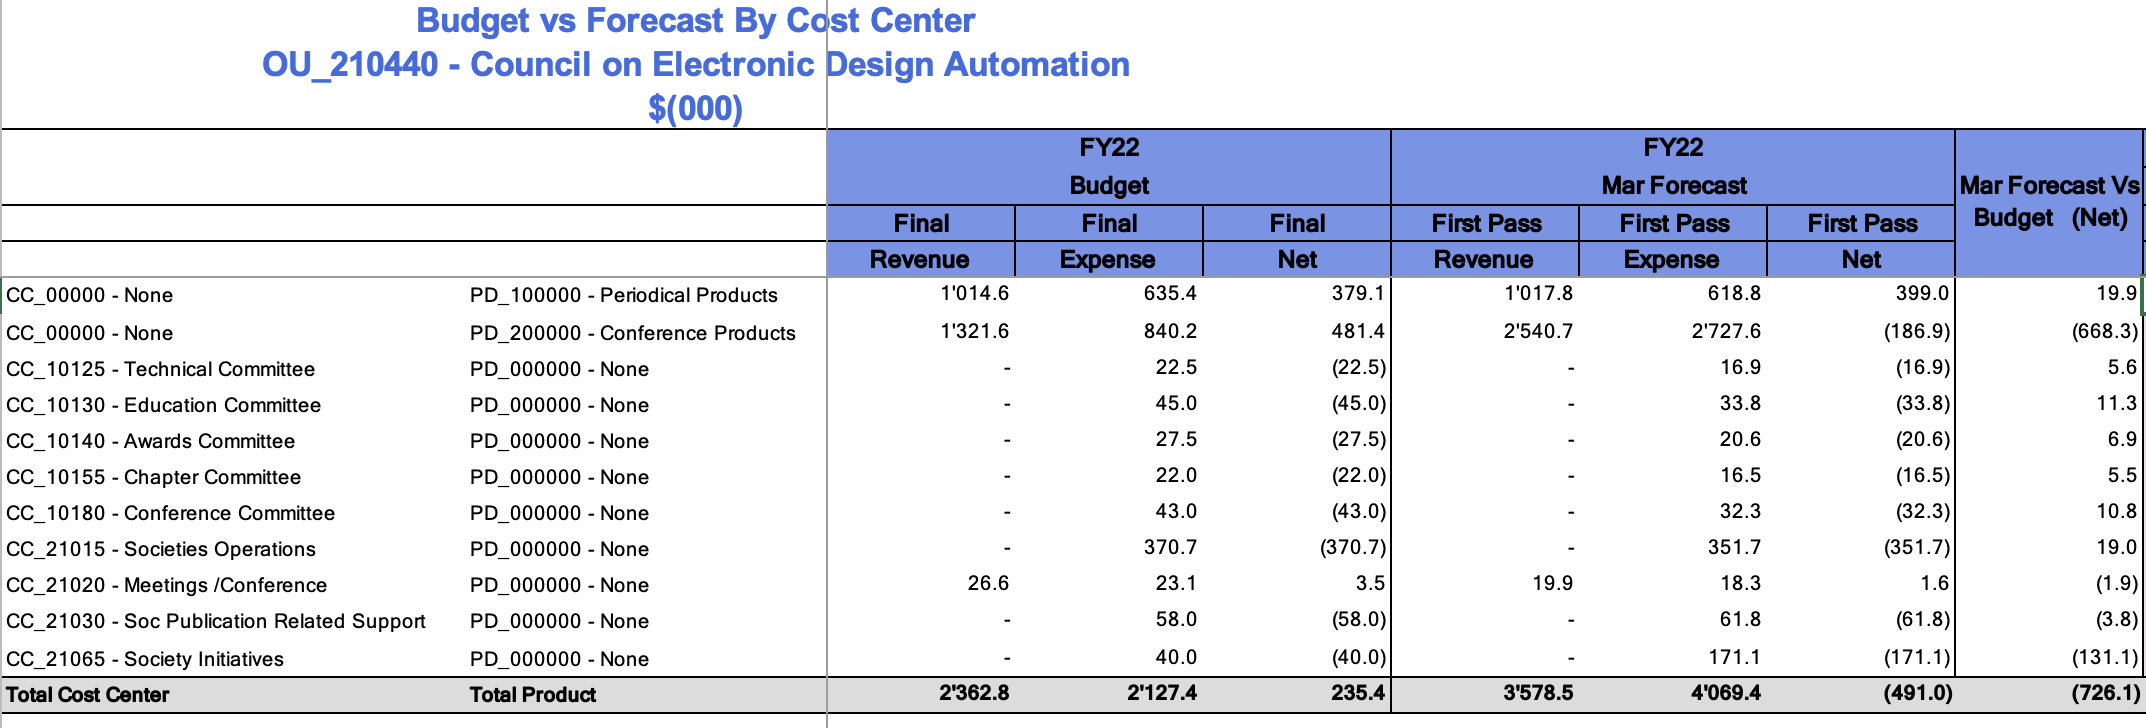 Budget vs Forecast By Cost Center
OU_210440 - Council on Electronic Design Automation
$(000)
FY22 FY22
Budget Mar Forecast Mar Forecast Vs
Final Final Final First Pass First Pass First Pass Budget (Net)
Revenue Expense Net Revenue Expense Net
CC_00000 - None PD_100000 - Periodical Products 1'014.6 635.4 379.1 1'017.8 618.8 399.0 19.9
CC_00000 - None PD_200000 - Conference Products 1'321.6 840.2 481.4 2'540.7 2'727.6 (186.9) (668.3)
CC_10125 - Technical Committee PD_000000 - None - 22.5 (22.5) - 16.9 (16.9) 5.6
CC_10130 - Education Committee PD_000000 - None - 45.0 (45.0) - 33.8 (33.8) 11.3
CC_10140 - Awards Committee PD_000000 - None - 27.5 (27.5) - 20.6 (20.6) 6.9
CC_10155 - Chapter Committee PD_000000 - None - 22.0 (22.0) - 16.5 (16.5) 5.5
CC_10180 - Conference Committee PD_000000 - None - 43.0 (43.0) - 32.3 (32.3) 10.8
CC_21015 - Societies Operations PD_000000 - None - 370.7 (370.7) - 351.7 (351.7) 19.0
CC_21020 - Meetings /Conference PD_000000 - None 26.6 23.1 3.5 19.9 18.3 1.6 (1.9)
CC_21030 - Soc Publication Related Support PD_000000 - None - 58.0 (58.0) - 61.8 (61.8) (3.8)
CC_21065 - Society Initiatives PD_000000 - None - 40.0 (40.0) - 171.1 (171.1) (131.1)
Total Cost Center Total Product 2'362.8 2'127.4 235.4 3'578.5 4'069.4 (491.0) (726.1)